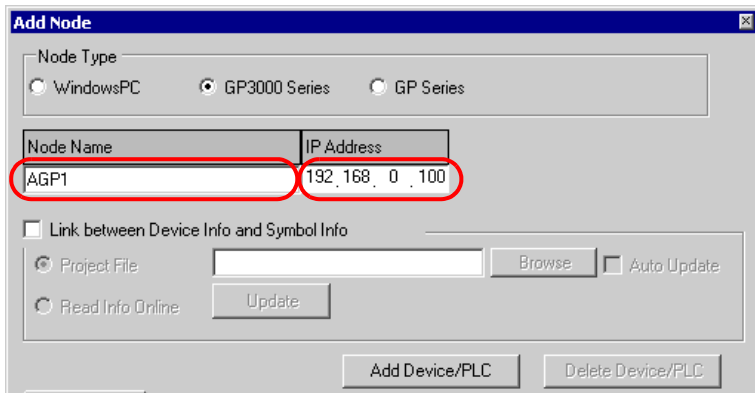 Add Node
Node Type
WindowsPC GP3000 Series GP Series
Node Name IP Address
AGP1 192.168.0.100
Link between Device Info and Symbol Info
Project File Browse Auto Update
Read Info Online Update
Add Device/PLC Delete Device/PLC